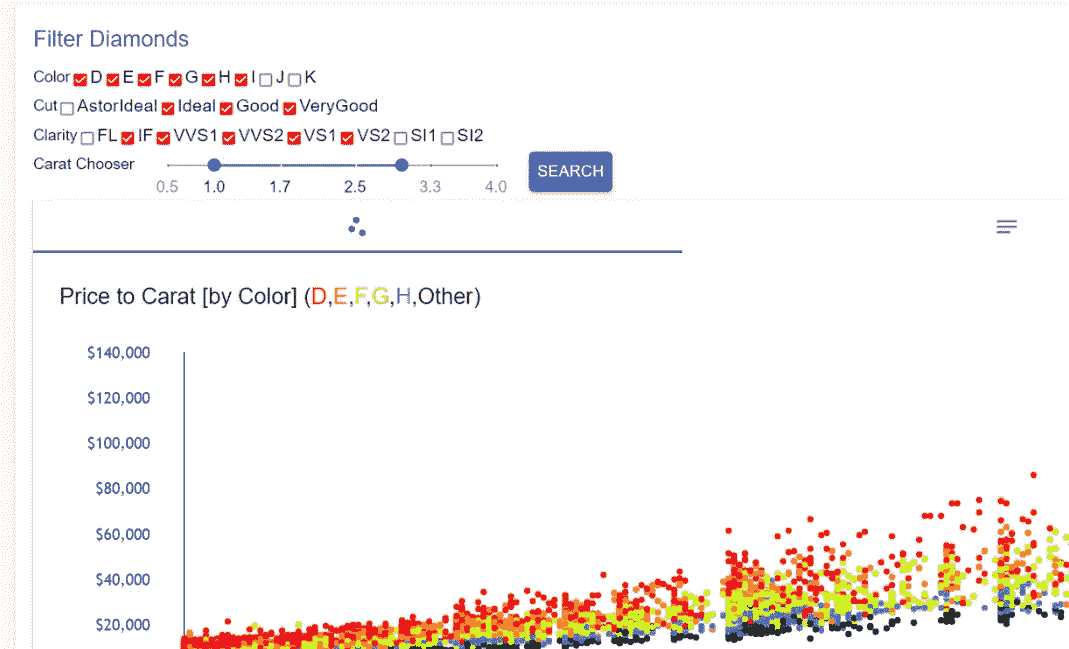 Filter Diamonds
Color D E F G H I J K
Cut AstorIdeal Ideal Good VeryGood
Clarity FL IF VVS1 VVS2 VS1 VS2 SI1 SI2
Carat Chooser
0.5 1.0 1.7 2.5 3.3 4.0
SEARCH
Price to Carat [by Color] (D,E,F,G,H,Other)
$140,000
$120,000
$100,000
$80,000
$60,000
$40,000
$20,000